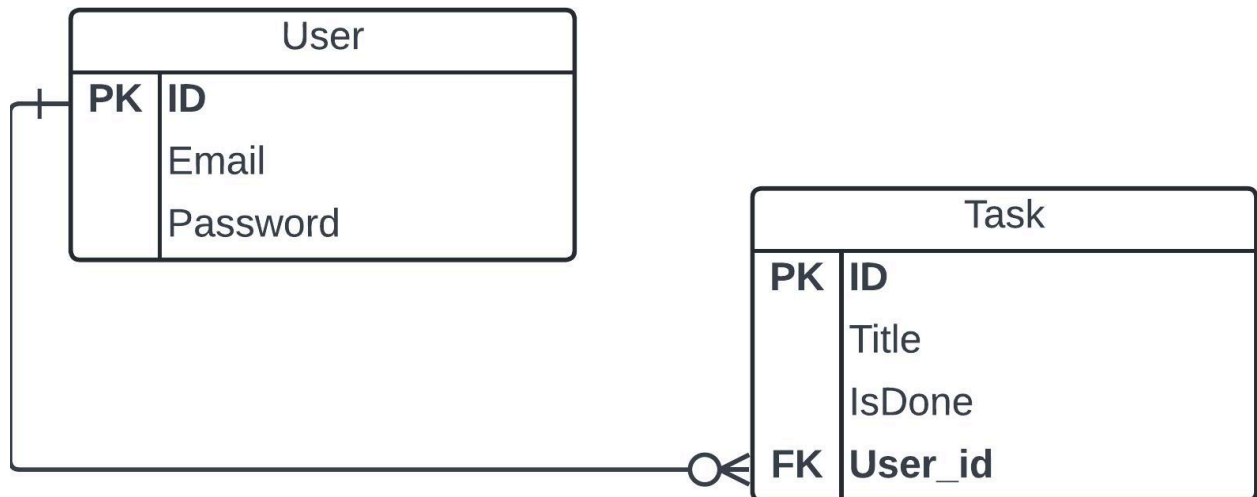 User
PK ID
Email
Password
Task
PK ID
Title
IsDone
FK User_id